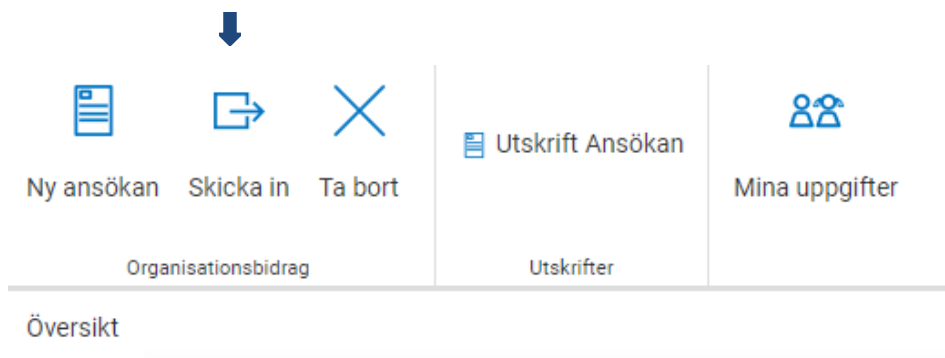 Ny ansökan Skicka in Ta bort
Utskrift Ansökan
Mina uppgifter
Organisationsbidrag
Utskrifter
Översikt